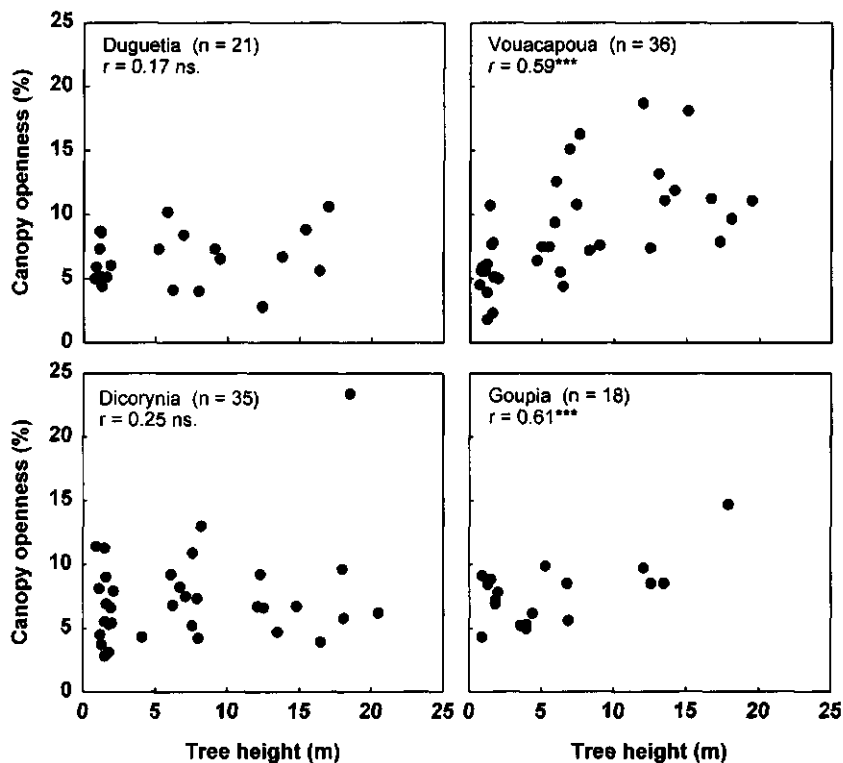 25
20
15
10
5
0
Canopy openness (%)
Duguetia (n = 21)
r = 0.17 ns.
Vouacapoua (n = 36)
r = 0.59***
25
20
15
10
5
0
Canopy openness (%)
Dicorynia (n = 35)
r = 0.25 ns.
Goupia (n = 18)
r = 0.61***
0 5 10 15 20 25
0 5 10 15 20 25
Tree height (m)
Tree height (m)